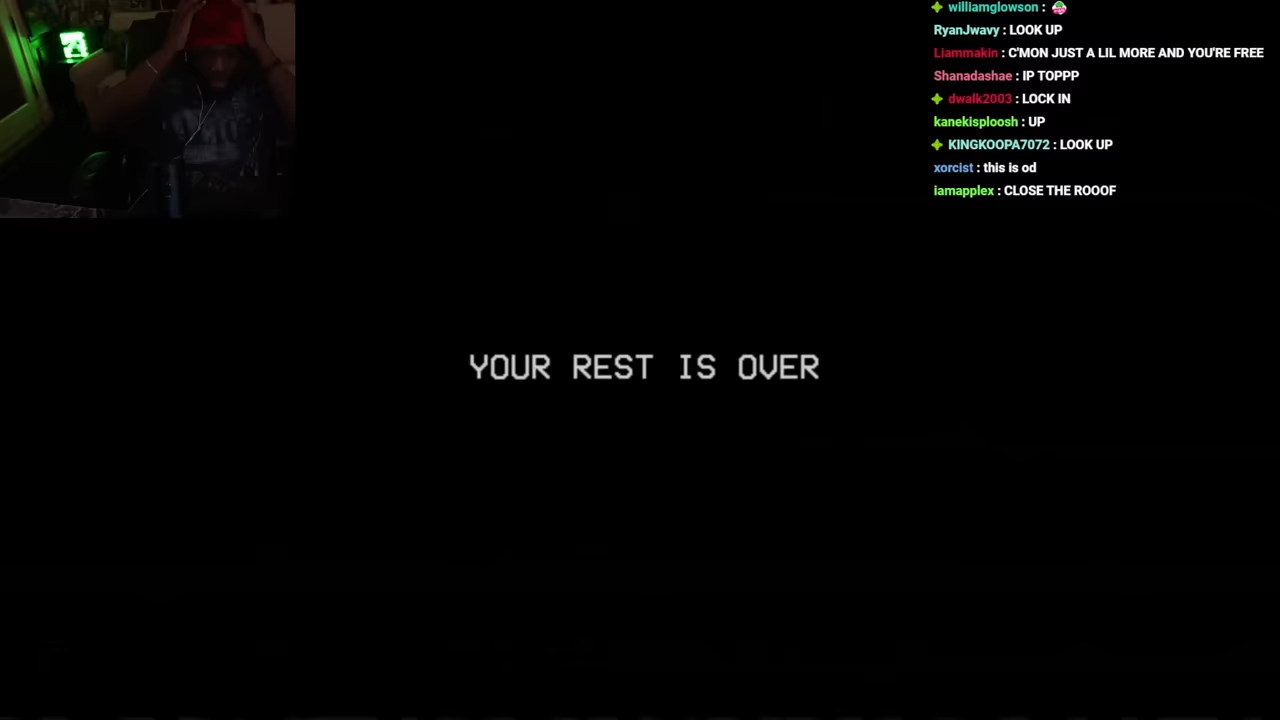 williamglowson :
RyanJwavy : LOOK UP
Liammakin : C'MON JUST A LIL MORE AND YOU'RE FREE
Shanadashae : IP TOPPP
dwalk2003 : LOCK IN
kanekisploosh : UP
KINGKOOPA7072 : LOOK UP
xorcist : this is od
iamapplex : CLOSE THE ROOOF
YOUR REST IS OVER